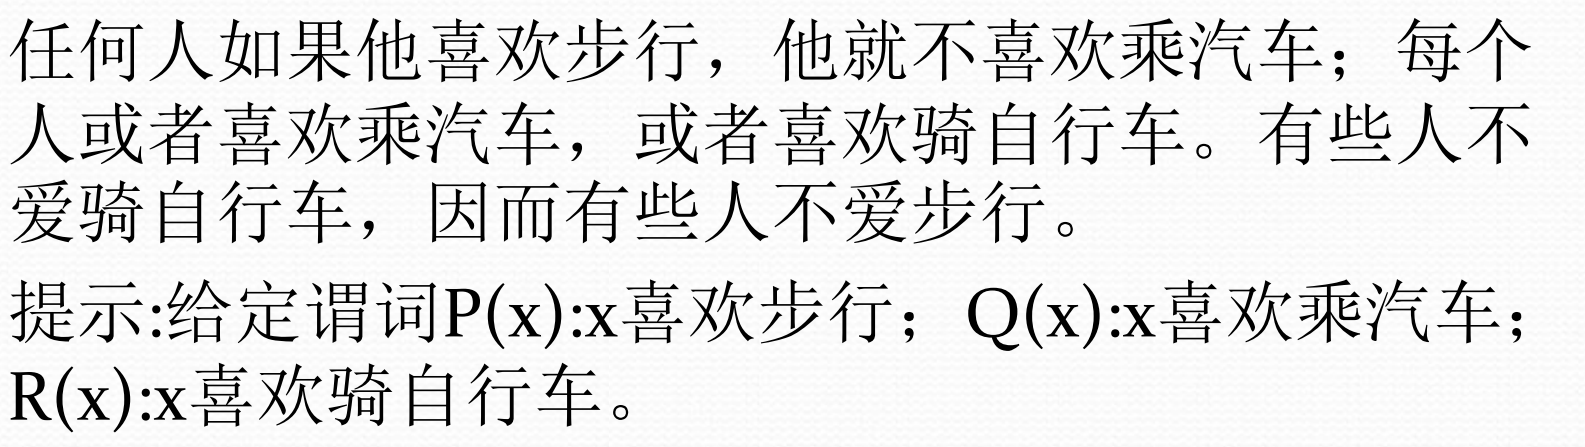 任何人如果他喜欢步行，他就不喜欢乘汽车；每个
人或者喜欢乘汽车，或者喜欢骑自行车。有些人不
爱骑自行车，因而有些人不爱步行。
提示:给定谓词P(x):x喜欢步行；Q(x):x喜欢乘汽车；
R(x):x喜欢骑自行车。